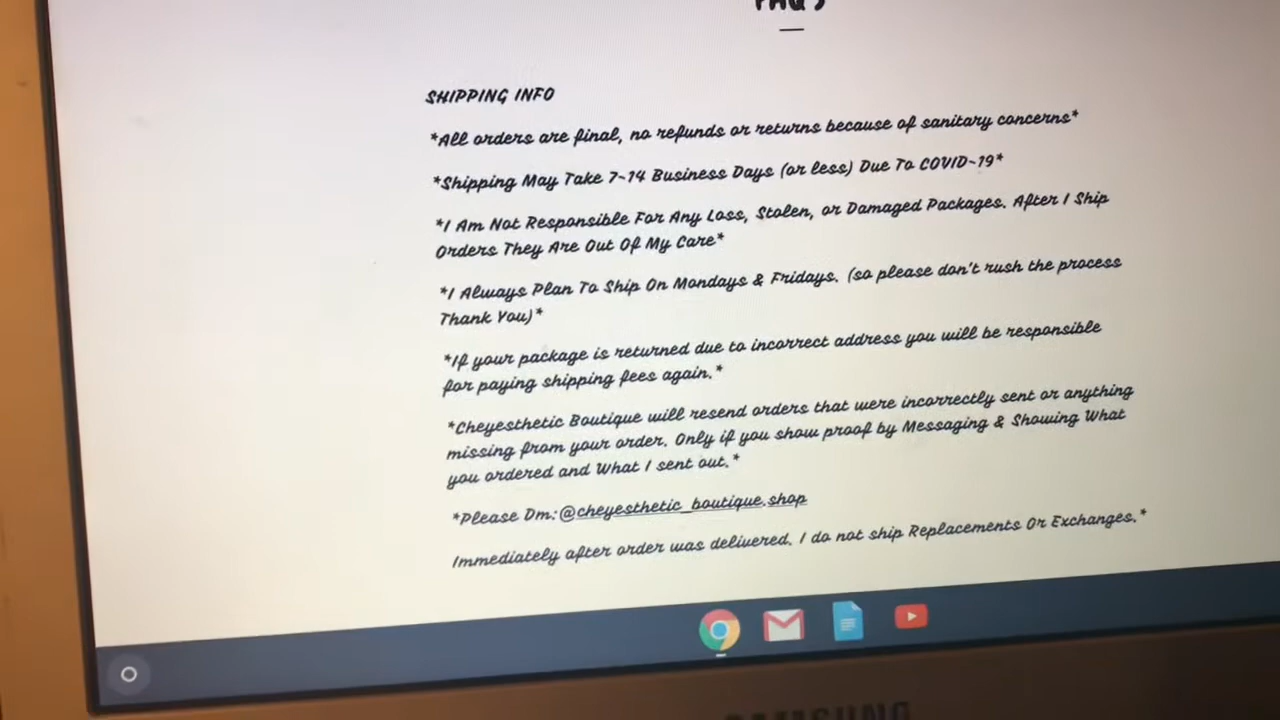 FAQ's
SHIPPING INFO
*All orders are final, no refunds or returns because of sanitary concerns*
*Shipping May Take 7-14 Business Days (or less) Due To COVID-19*
*I Am Not Responsible For Any Loss, Stolen, or Damaged Packages. After I Ship
Orders They Are Out Of My Care*
*I Always Plan To Ship On Mondays & Fridays. (so please don't rush the process
Thank You)*
*If your package is returned due to incorrect address you will be responsible
for paying shipping fees again.*
*Cheyesthetic Boutique will resend orders that were incorrectly sent or anything
missing from your order. Only if you show proof by Messaging & Showing What
you ordered and What I sent out.*
*Please Dm:@cheyesthetic_boutique.shop
Immediately after order was delivered. I do not ship Replacements Or Exchanges.*
SAMSUNG